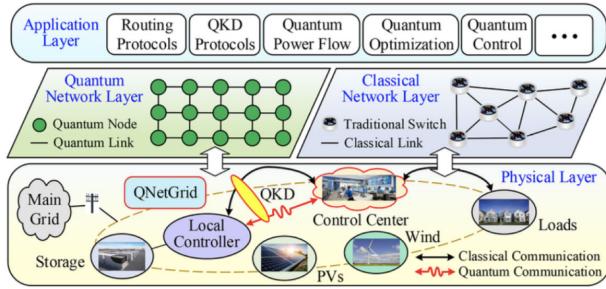 Application
Layer
Routing
Protocols
QKD
Protocols
Quantum
Power Flow
Quantum
Optimization
Quantum
Control
Quantum
Network Layer
Quantum Node
Quantum Link
Classical
Network Layer
Traditional Switch
Classical Link
Physical Layer
Main
Grid
QNetGrid
QKD
Control Center
Local
Controller
Storage
PVs
Wind
Loads
Classical Communication
Quantum Communication